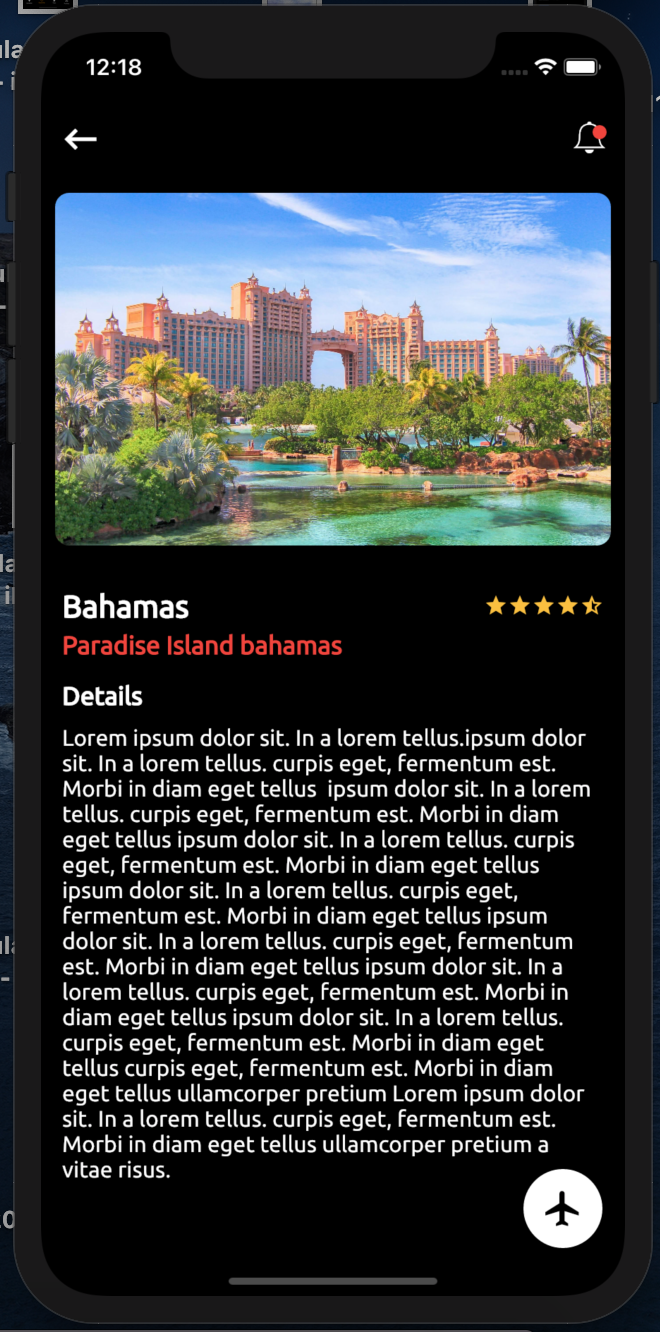 12:18
Bahamas
Paradise Island bahamas
Details
Lorem ipsum dolor sit. In a lorem tellus.ipsum dolor
sit. In a lorem tellus. curpis eget, fermentum est.
Morbi in diam eget tellus  ipsum dolor sit. In a lorem
tellus. curpis eget, fermentum est. Morbi in diam
eget tellus ipsum dolor sit. In a lorem tellus. curpis
eget, fermentum est. Morbi in diam eget tellus
ipsum dolor sit. In a lorem tellus. curpis eget,
fermentum est. Morbi in diam eget tellus ipsum
dolor sit. In a lorem tellus. curpis eget, fermentum
est. Morbi in diam eget tellus ipsum dolor sit. In a
lorem tellus. curpis eget, fermentum est. Morbi in
diam eget tellus ipsum dolor sit. In a lorem tellus.
curpis eget, fermentum est. Morbi in diam eget
tellus curpis eget, fermentum est. Morbi in diam
eget tellus ullamcorper pretium Lorem ipsum dolor
sit. In a lorem tellus. curpis eget, fermentum est.
Morbi in diam eget tellus ullamcorper pretium a
vitae risus.